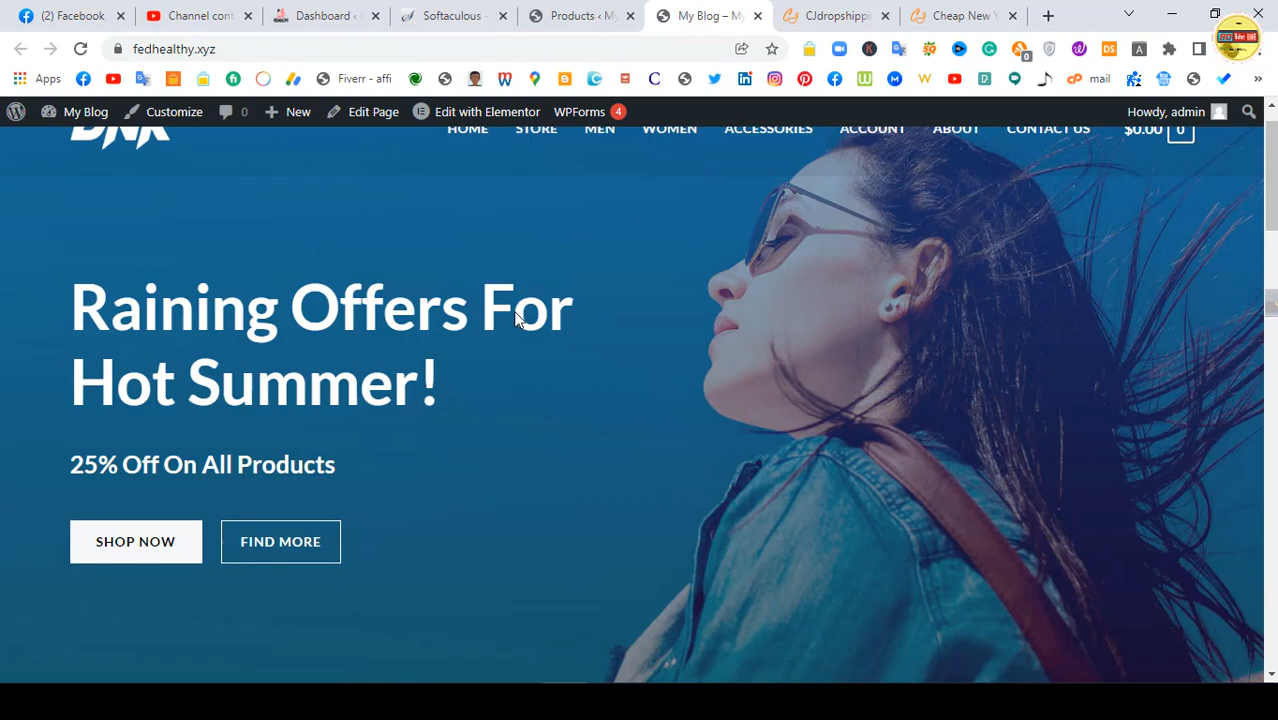 (2) Facebook
Channel cont
Dashboard ‹
Softaculous -
Products ‹ M
My Blog – My
CJdropshippin
Cheap New Y
fedhealthy.xyz
Apps
Fiverr - affi
mail
My Blog
Customize
0
New
Edit Page
Edit with Elementor
WPForms
4
Howdy, admin
DNK
HOME
STORE
MEN
WOMEN
ACCESSORIES
ACCOUNT
ABOUT
CONTACT US
$0.00
0
Raining Offers For
Hot Summer!
25% Off On All Products
SHOP NOW
FIND MORE